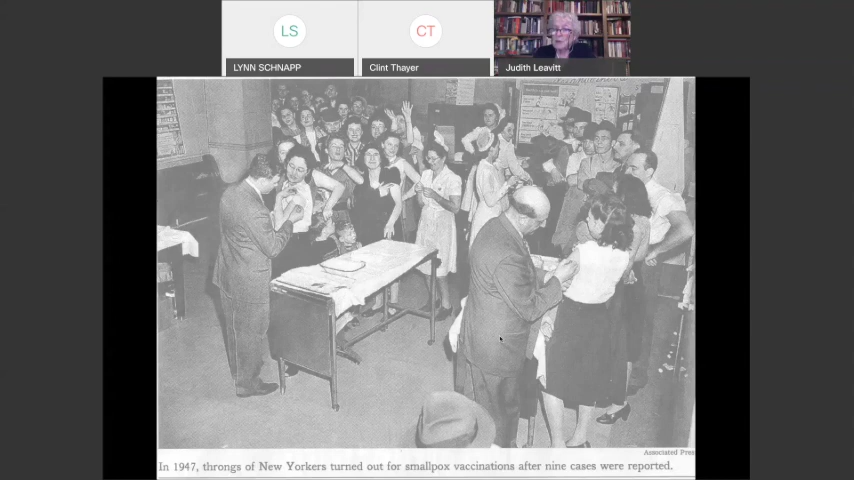 LS
CT
LYNN SCHNAPP
Clint Thayer
Judith Leavitt
Associated Pres
In 1947, throngs of New Yorkers turned out for smallpox vaccinations after nine cases were reported.